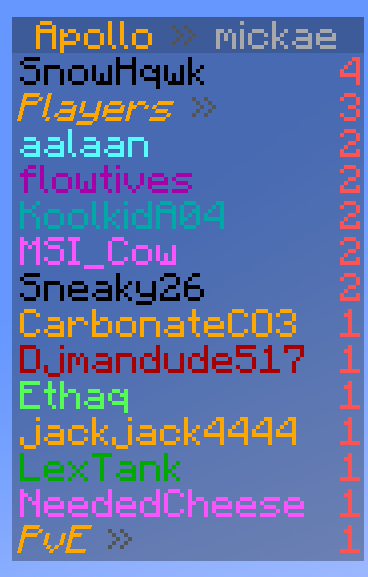 Apollo » mickae
SnowHqwk 4
Players » 3
aalaan 2
flowtives 2
KoolkidA04 2
MSI_Cow 2
Sneaky26 2
CarbonateCO3 1
Djmandude517 1
Ethaq 1
jackjack4444 1
LexTank 1
NeededCheese 1
PvE » 1